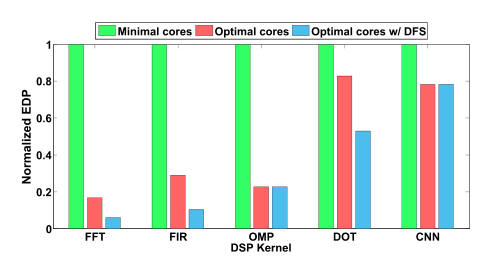 Minimal cores Optimal cores Optimal cores w/ DFS
Normalized EDP
1
0.8
0.6
0.4
0.2
0
FFT FIR OMP DOT CNN
DSP Kernel